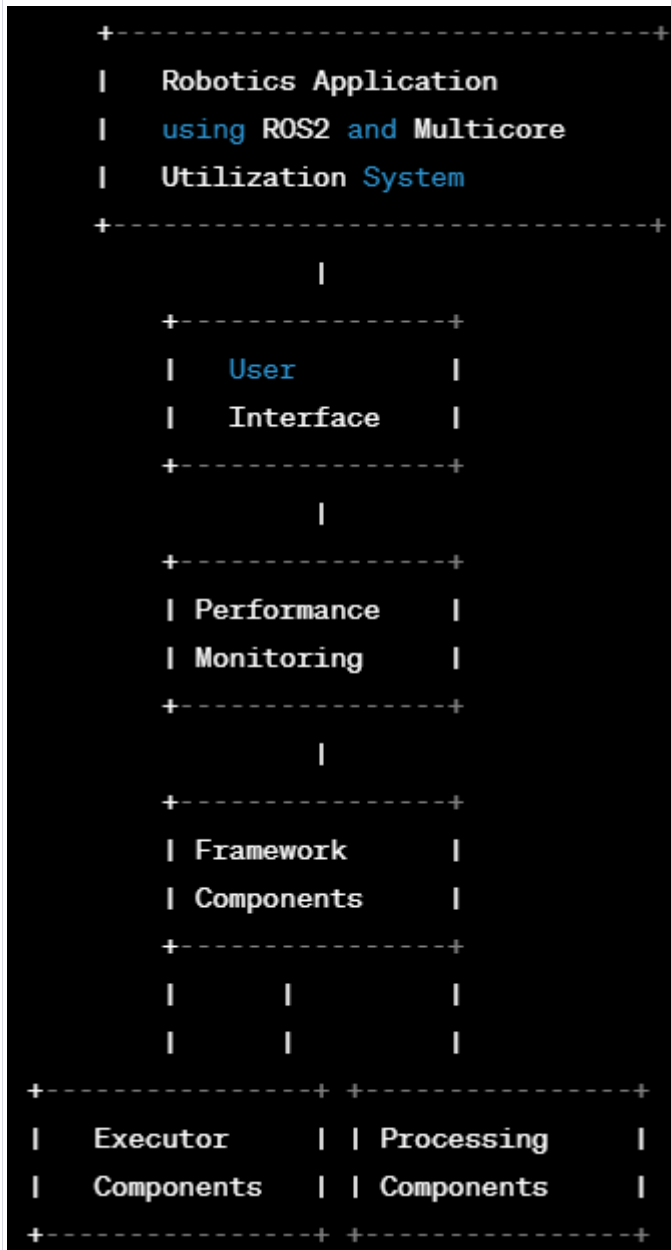 Robotics Application
using ROS2 and Multicore
Utilization System
User
Interface
Performance
Monitoring
Framework
Components
Executor
Components
Processing
Components